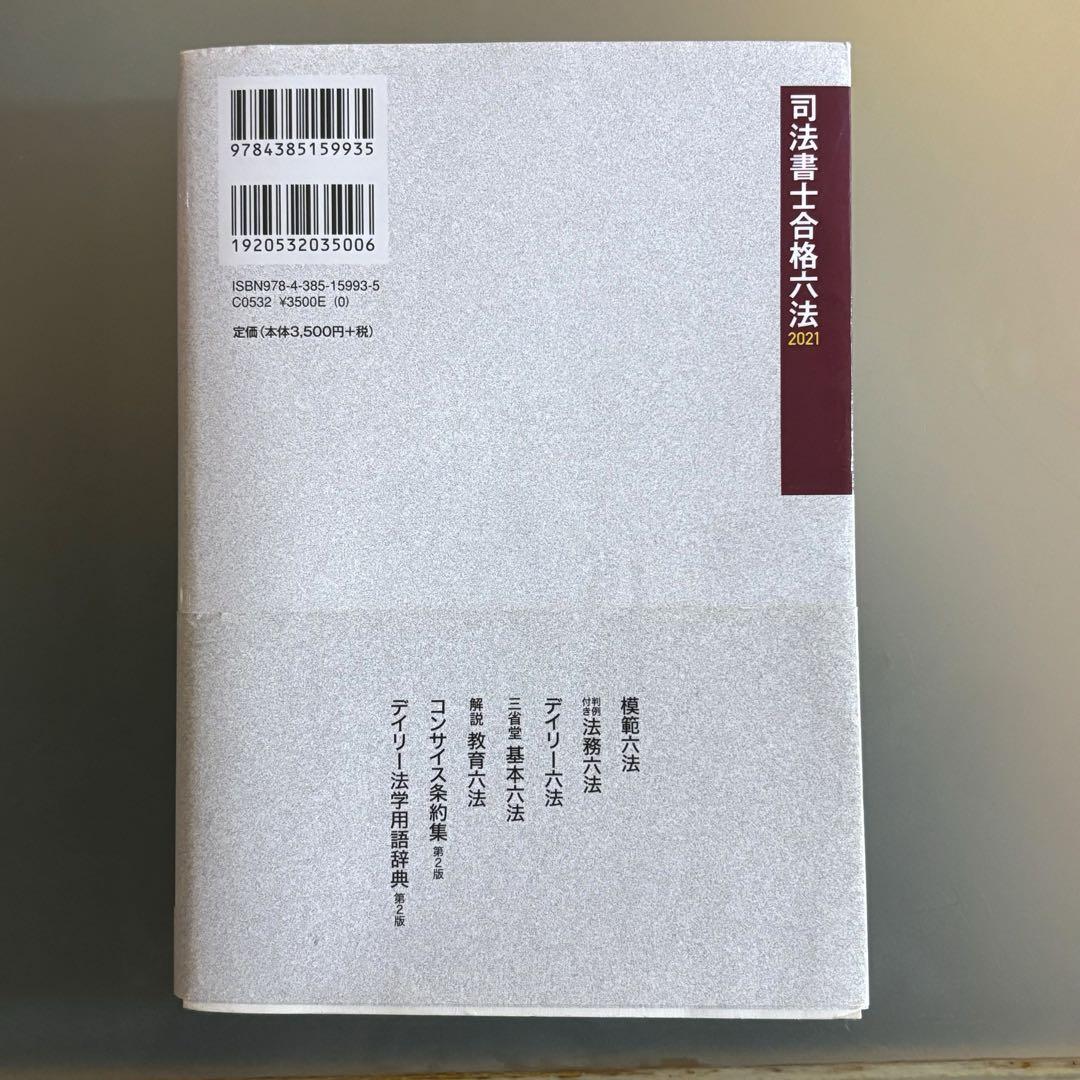 9784385159935
1920532035006
ISBN978-4-385-15993-5
C0532 ¥3500E (0)
定価(本体3,500円+税)
司法書士合格六法
2021
模範六法
判例付き 法務六法
デイリー六法
三省堂 基本六法
解説 教育六法
コンサイス条約集 第2版
デイリー法学用語辞典 第2版